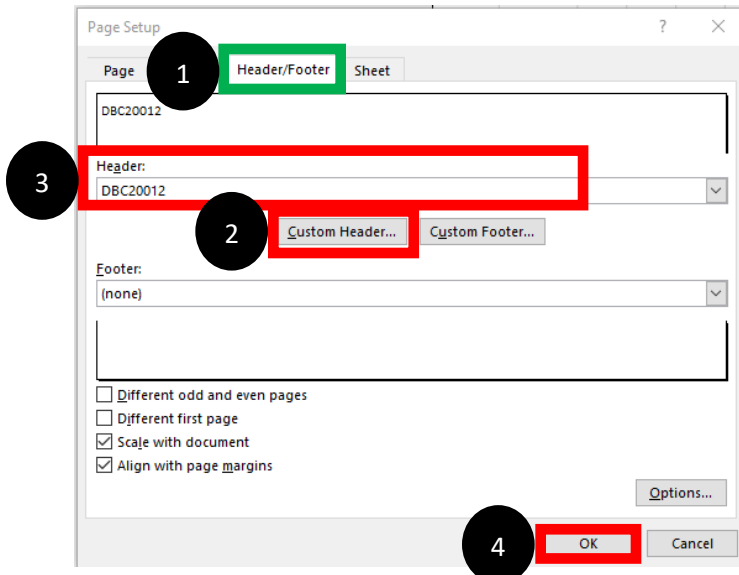 Page Setup ? ✕
Page 1 Header/Footer Sheet
DBC20012
3 Header:
DBC20012
2 Custom Header... Custom Footer...
Footer:
(none)
Different odd and even pages
Different first page
Scale with document
Align with page margins
Options...
4 OK Cancel